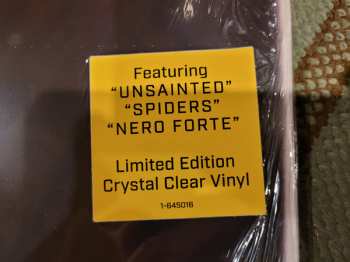 Featuring
"UNSAINTED"
"SPIDERS"
"NERO FORTE"
Limited Edition
Crystal Clear Vinyl
1-645016